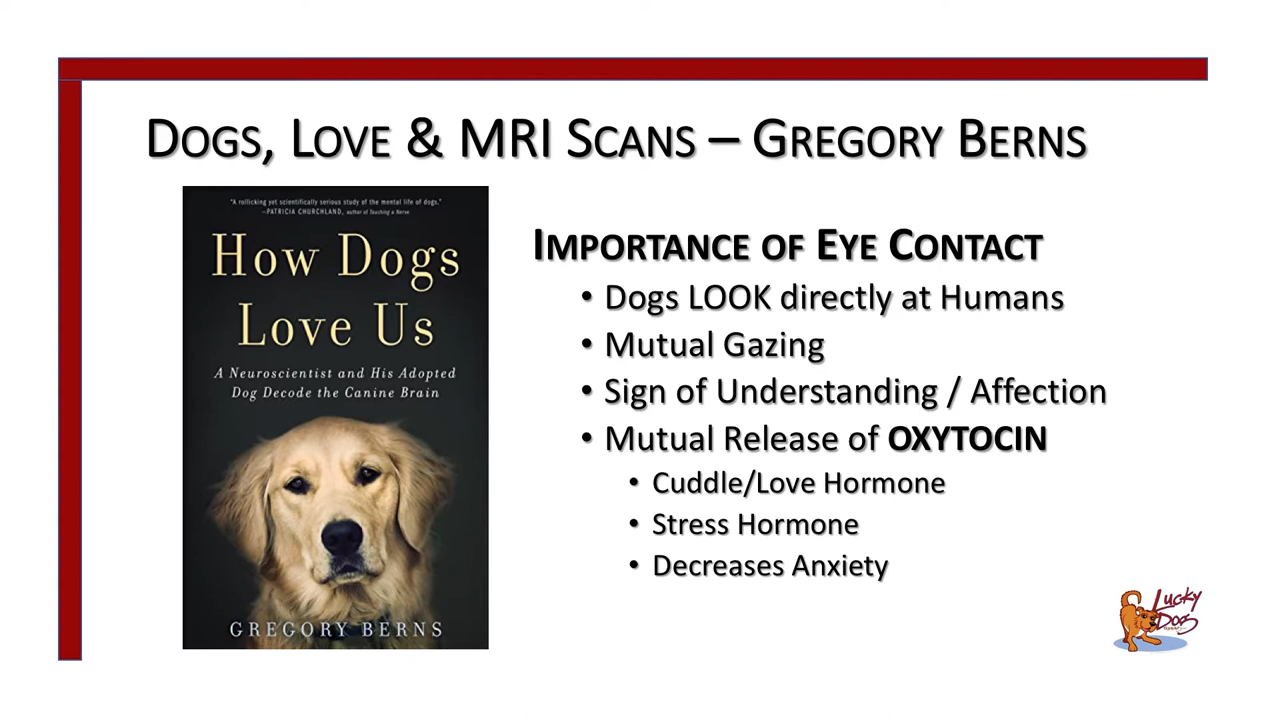 Dogs, Love & MRI Scans – Gregory Berns
"A rollicking yet scientifically serious study of the mental life of dogs."
—PATRICIA CHURCHLAND, author of Touching a Nerve
How Dogs
Love Us
A Neuroscientist and His Adopted
Dog Decode the Canine Brain
GREGORY BERNS
Importance of Eye Contact
• Dogs LOOK directly at Humans
• Mutual Gazing
• Sign of Understanding / Affection
• Mutual Release of OXYTOCIN
• Cuddle/Love Hormone
• Stress Hormone
• Decreases Anxiety
Lucky
Dog